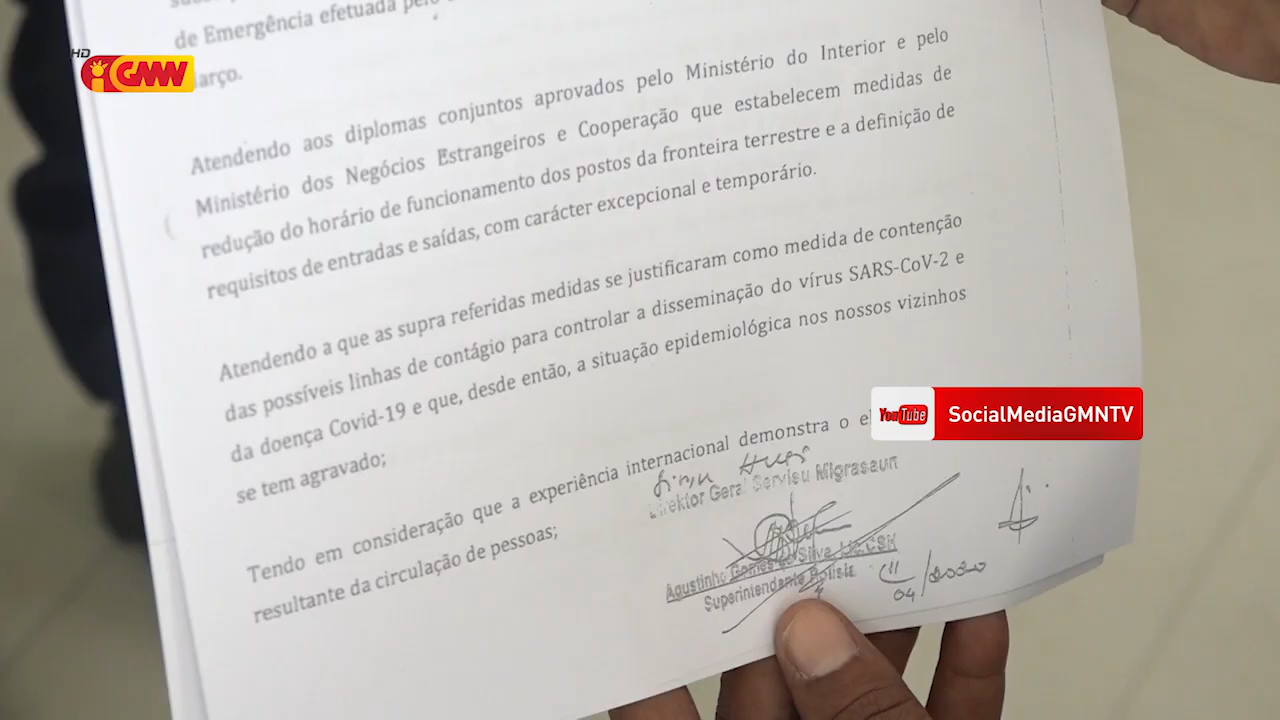 de Emergência efetuada pelo
HD
GMN
arço.
Atendendo aos diplomas conjuntos aprovados pelo Ministério do Interior e pelo
Ministério dos Negócios Estrangeiros e Cooperação que estabelecem medidas de
redução do horário de funcionamento dos postos da fronteira terrestre e a definição de
requisitos de entradas e saídas, com carácter excepcional e temporário.
Atendendo a que as supra referidas medidas se justificaram como medida de contenção
das possíveis linhas de contágio para controlar a disseminação do vírus SARS-CoV-2 e
da doença Covid-19 e que, desde então, a situação epidemiológica nos nossos vizinhos
se tem agravado;
YouTube SocialMediaGMNTV
Tendo em consideração que a experiência internacional demonstra o
resultante da circulação de pessoas;
Direktor Geral Servisu Migrasaun
Agustinho Gomes
Superintendente Polisia
04/2020